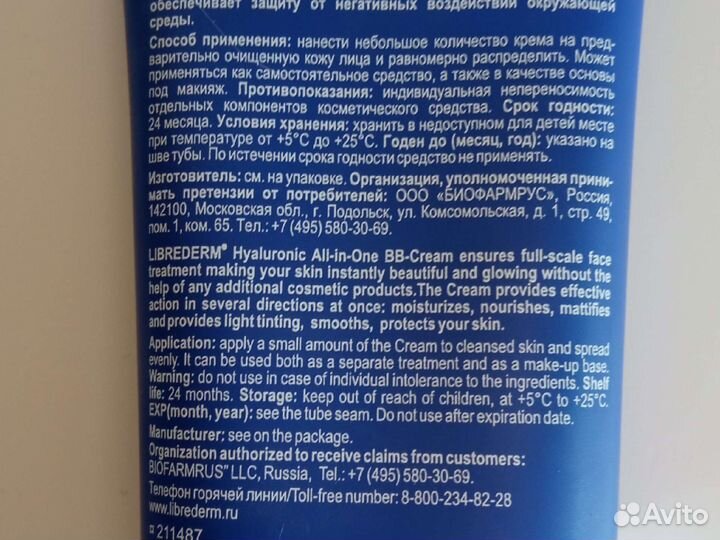 обеспечивает защиту от негативных воздействий окружающей
среды.
Способ применения: нанести небольшое количество крема на пред-
варительно очищенную кожу лица и равномерно распределить. Может
применяться как самостоятельное средство, а также в качестве основы
под макияж. Противопоказания: индивидуальная непереносимость
отдельных компонентов косметического средства. Срок годности:
24 месяца. Условия хранения: хранить в недоступном для детей месте
при температуре от +5°C до +25°C. Годен до (месяц, год): указано на
шве тубы. По истечении срока годности средство не применять.
Изготовитель: см. на упаковке. Организация, уполномоченная прини-
мать претензии от потребителей: ООО «БИОФАРМРУС», Россия,
142100, Московская обл., г. Подольск, ул. Комсомольская, д. 1, стр. 49,
пом. 1, ком. 65. Тел.: +7 (495) 580-30-69.
LIBREDERM® Hyaluronic All-in-One BB-Cream ensures full-scale face
treatment making your skin instantly beautiful and glowing without the
help of any additional cosmetic products.The Cream provides effective
action in several directions at once: moisturizes, nourishes, mattifies
and provides light tinting, smooths, protects your skin.
Application: apply a small amount of the Cream to cleansed skin and spread
evenly. It can be used both as a separate treatment and as a make-up base.
Warning: do not use in case of individual intolerance to the ingredients. Shelf
life: 24 months. Storage: keep out of reach of children, at +5°C to +25°C.
EXP(month, year): see the tube seam. Do not use after expiration date.
Manufacturer: see on the package.
Organization authorized to receive claims from customers:
BIOFARMRUS" LLC, Russia, Tel.: +7 (495) 580-30-69.
Телефон горячей линии/Toll-free number: 8-800-234-82-28
www.librederm.ru
211487
Avito